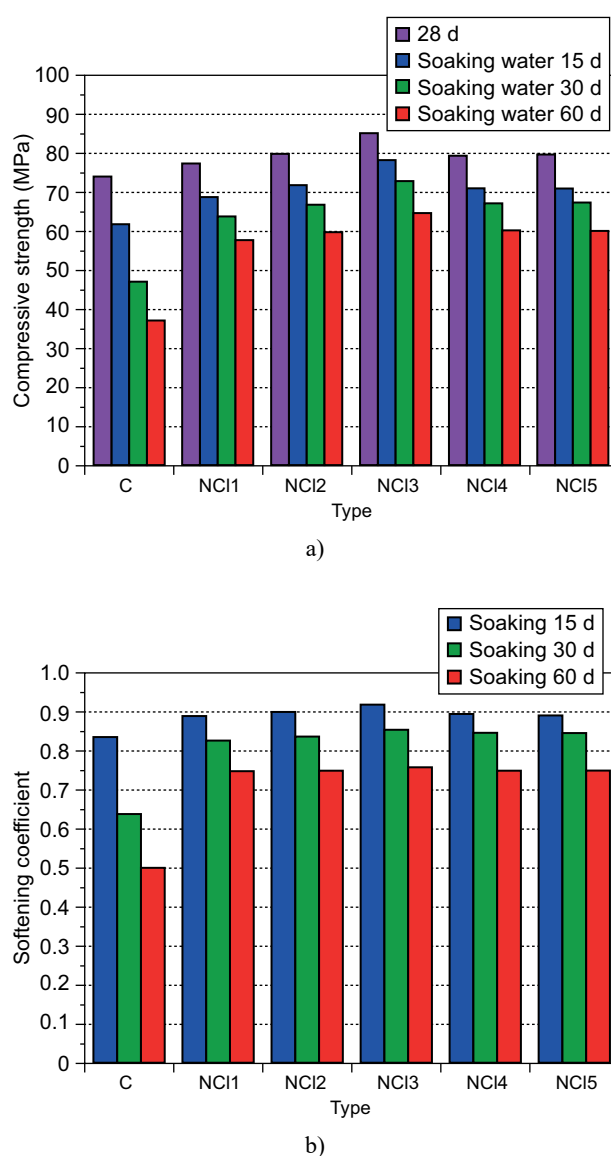 28 d
Soaking water 15 d
Soaking water 30 d
Soaking water 60 d
Compressive strength (MPa)
100
90
80
70
60
50
40
30
20
10
0
C NCl1 NCl2 NCl3 NCl4 NCl5
Type
a)
Soaking 15 d
Soaking 30 d
Soaking 60 d
Softening coefficient
1.0
0.9
0.8
0.7
0.6
0.5
0.4
0.3
0.2
0.1
0
C NCl1 NCl2 NCl3 NCl4 NCl5
Type
b)